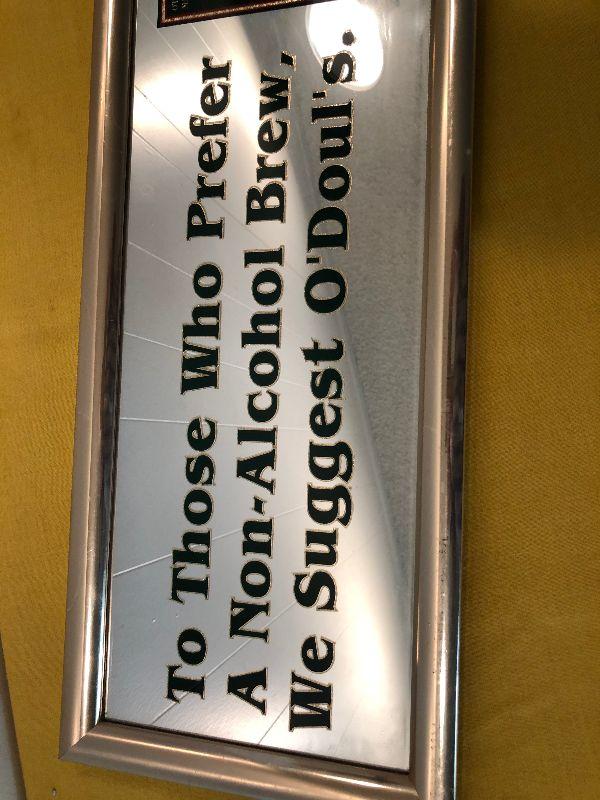 To Those Who Prefer
A Non-Alcohol Brew,
We Suggest O'Doul's.